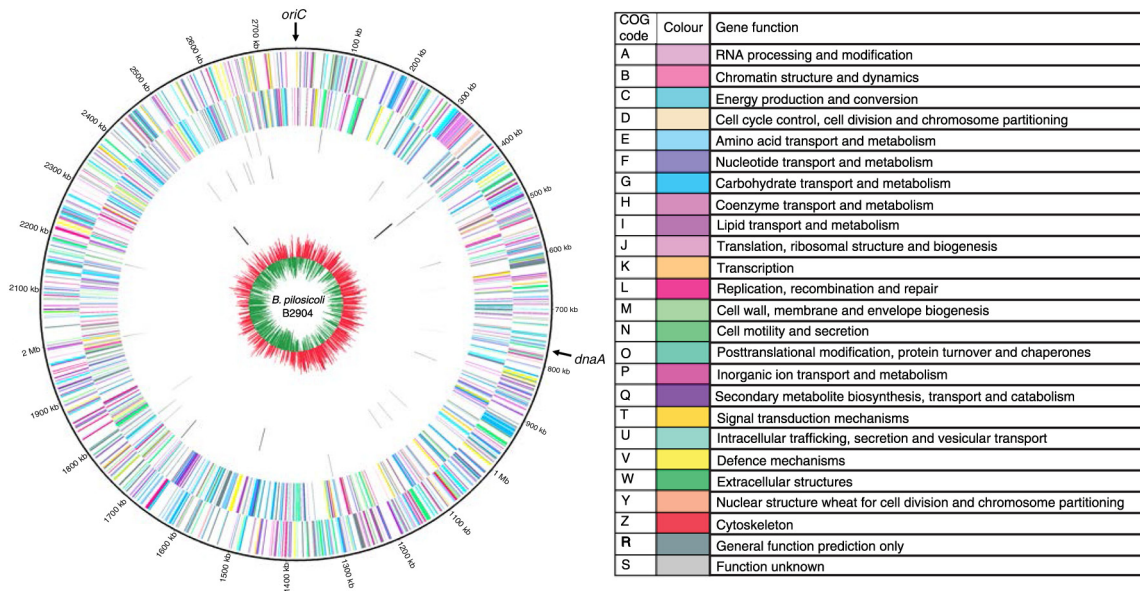 oriC
100 kb
200 kb
300 kb
400 kb
500 kb
600 kb
700 kb
dnaA
800 kb
900 kb
1 Mb
1100 kb
1200 kb
1300 kb
1400 kb
1500 kb
1600 kb
1700 kb
1800 kb
1900 kb
2 Mb
2100 kb
2200 kb
2300 kb
2400 kb
2500 kb
2600 kb
2700 kb
B. pilosicoli
B2904
COG code Colour Gene function
A RNA processing and modification
B Chromatin structure and dynamics
C Energy production and conversion
D Cell cycle control, cell division and chromosome partitioning
E Amino acid transport and metabolism
F Nucleotide transport and metabolism
G Carbohydrate transport and metabolism
H Coenzyme transport and metabolism
I Lipid transport and metabolism
J Translation, ribosomal structure and biogenesis
K Transcription
L Replication, recombination and repair
M Cell wall, membrane and envelope biogenesis
N Cell motility and secretion
O Posttranslational modification, protein turnover and chaperones
P Inorganic ion transport and metabolism
Q Secondary metabolite biosynthesis, transport and catabolism
T Signal transduction mechanisms
U Intracellular trafficking, secretion and vesicular transport
V Defence mechanisms
W Extracellular structures
Y Nuclear structure wheat for cell division and chromosome partitioning
Z Cytoskeleton
R General function prediction only
S Function unknown